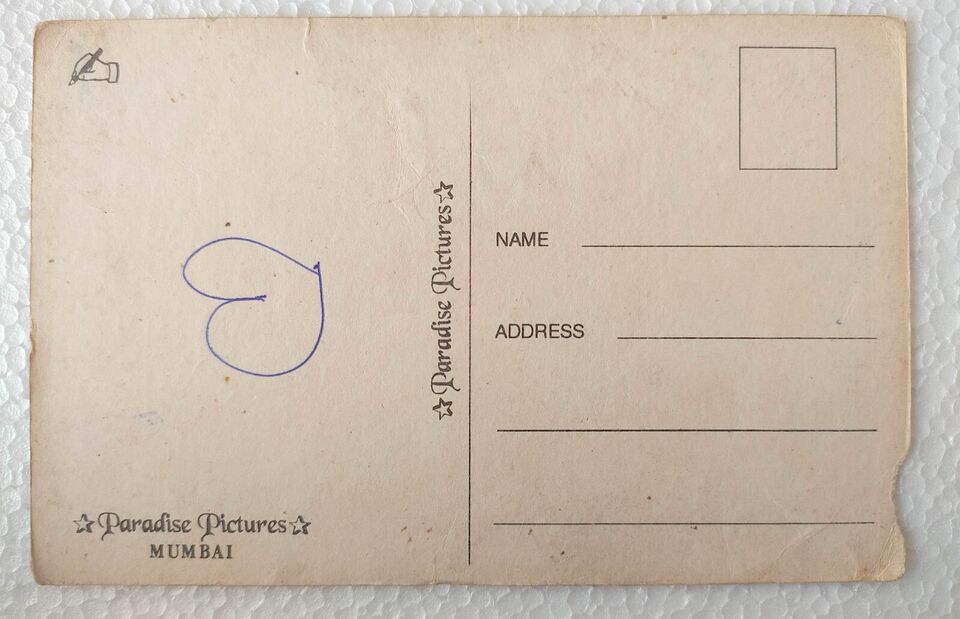 ☆Paradise Pictures☆
MUMBAI
☆Paradise Pictures☆
NAME
ADDRESS